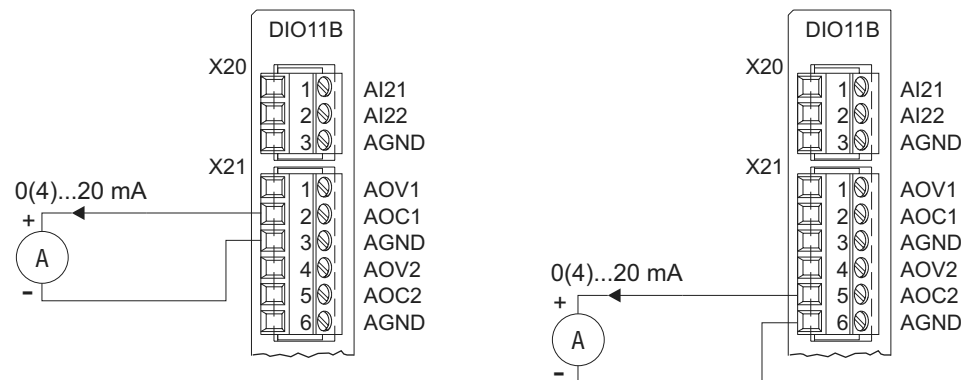 DIO11B
X20
1 AI21
2 AI22
3 AGND
X21
1 AOV1
2 AOC1
3 AGND
4 AOV2
5 AOC2
6 AGND
0(4)...20 mA
+
A
-
DIO11B
X20
1 AI21
2 AI22
3 AGND
X21
1 AOV1
2 AOC1
3 AGND
4 AOV2
5 AOC2
6 AGND
0(4)...20 mA
+
A
-